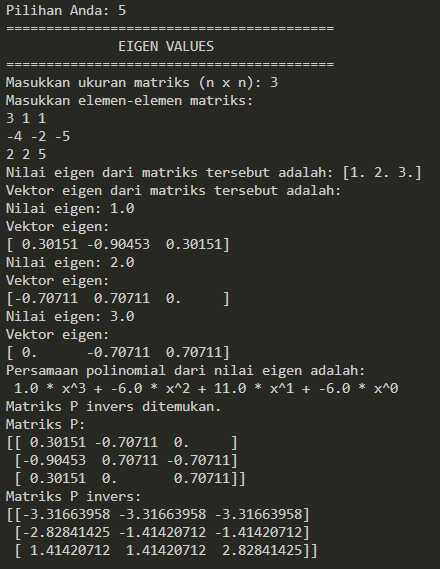 Pilihan Anda: 5
========================================
EIGEN VALUES
========================================
Masukkan ukuran matriks (n x n): 3
Masukkan elemen-elemen matriks:
3 1 1
-4 -2 -5
2 2 5
Nilai eigen dari matriks tersebut adalah: [1. 2. 3.]
Vektor eigen dari matriks tersebut adalah:
Nilai eigen: 1.0
Vektor eigen:
[ 0.30151 -0.90453  0.30151]
Nilai eigen: 2.0
Vektor eigen:
[-0.70711  0.70711  0.     ]
Nilai eigen: 3.0
Vektor eigen:
[ 0.      -0.70711  0.70711]
Persamaan polinomial dari nilai eigen adalah:
 1.0 * x^3 + -6.0 * x^2 + 11.0 * x^1 + -6.0 * x^0
Matriks P invers ditemukan.
Matriks P:
[[ 0.30151 -0.70711  0.     ]
 [-0.90453  0.70711 -0.70711]
 [ 0.30151  0.       0.70711]]
Matriks P invers:
[[-3.31663958 -3.31663958 -3.31663958]
 [-2.82841425 -1.41420712 -1.41420712]
 [ 1.41420712  1.41420712  2.82841425]]